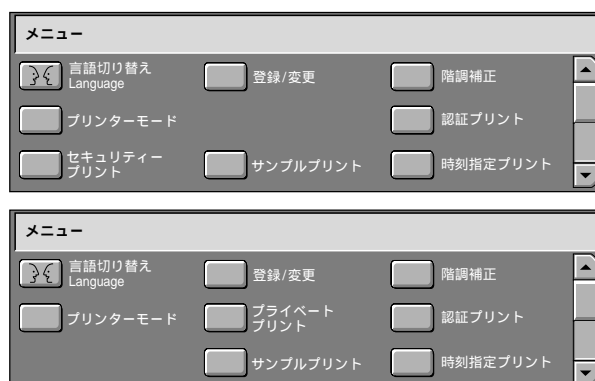 メニュー
言語切り替え
Language
登録/変更
階調補正
プリンターモード
認証プリント
セキュリティー
プリント
サンプルプリント
時刻指定プリント
メニュー
言語切り替え
Language
登録/変更
階調補正
プリンターモード
プライベート
プリント
認証プリント
サンプルプリント
時刻指定プリント